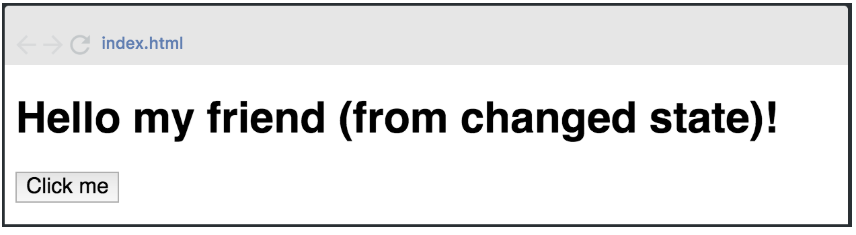 index.html
Hello my friend (from changed state)!
Click me